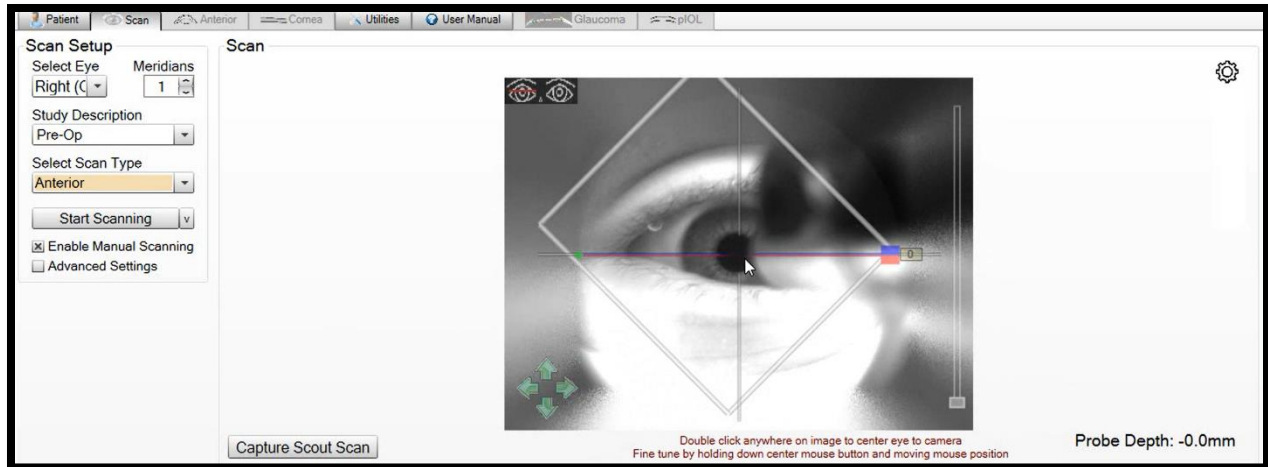 Patient Scan Anterior Cornea Utilities User Manual Glaucoma pIOL
Scan Setup
Scan
Select Eye Meridians
Right (C 1
Study Description
Pre-Op
Select Scan Type
Anterior
Start Scanning v
Enable Manual Scanning
Advanced Settings
A
0
Capture Scout Scan
Double click anywhere on image to center eye to camera
Fine tune by holding down center mouse button and moving mouse position
Probe Depth: -0.0mm